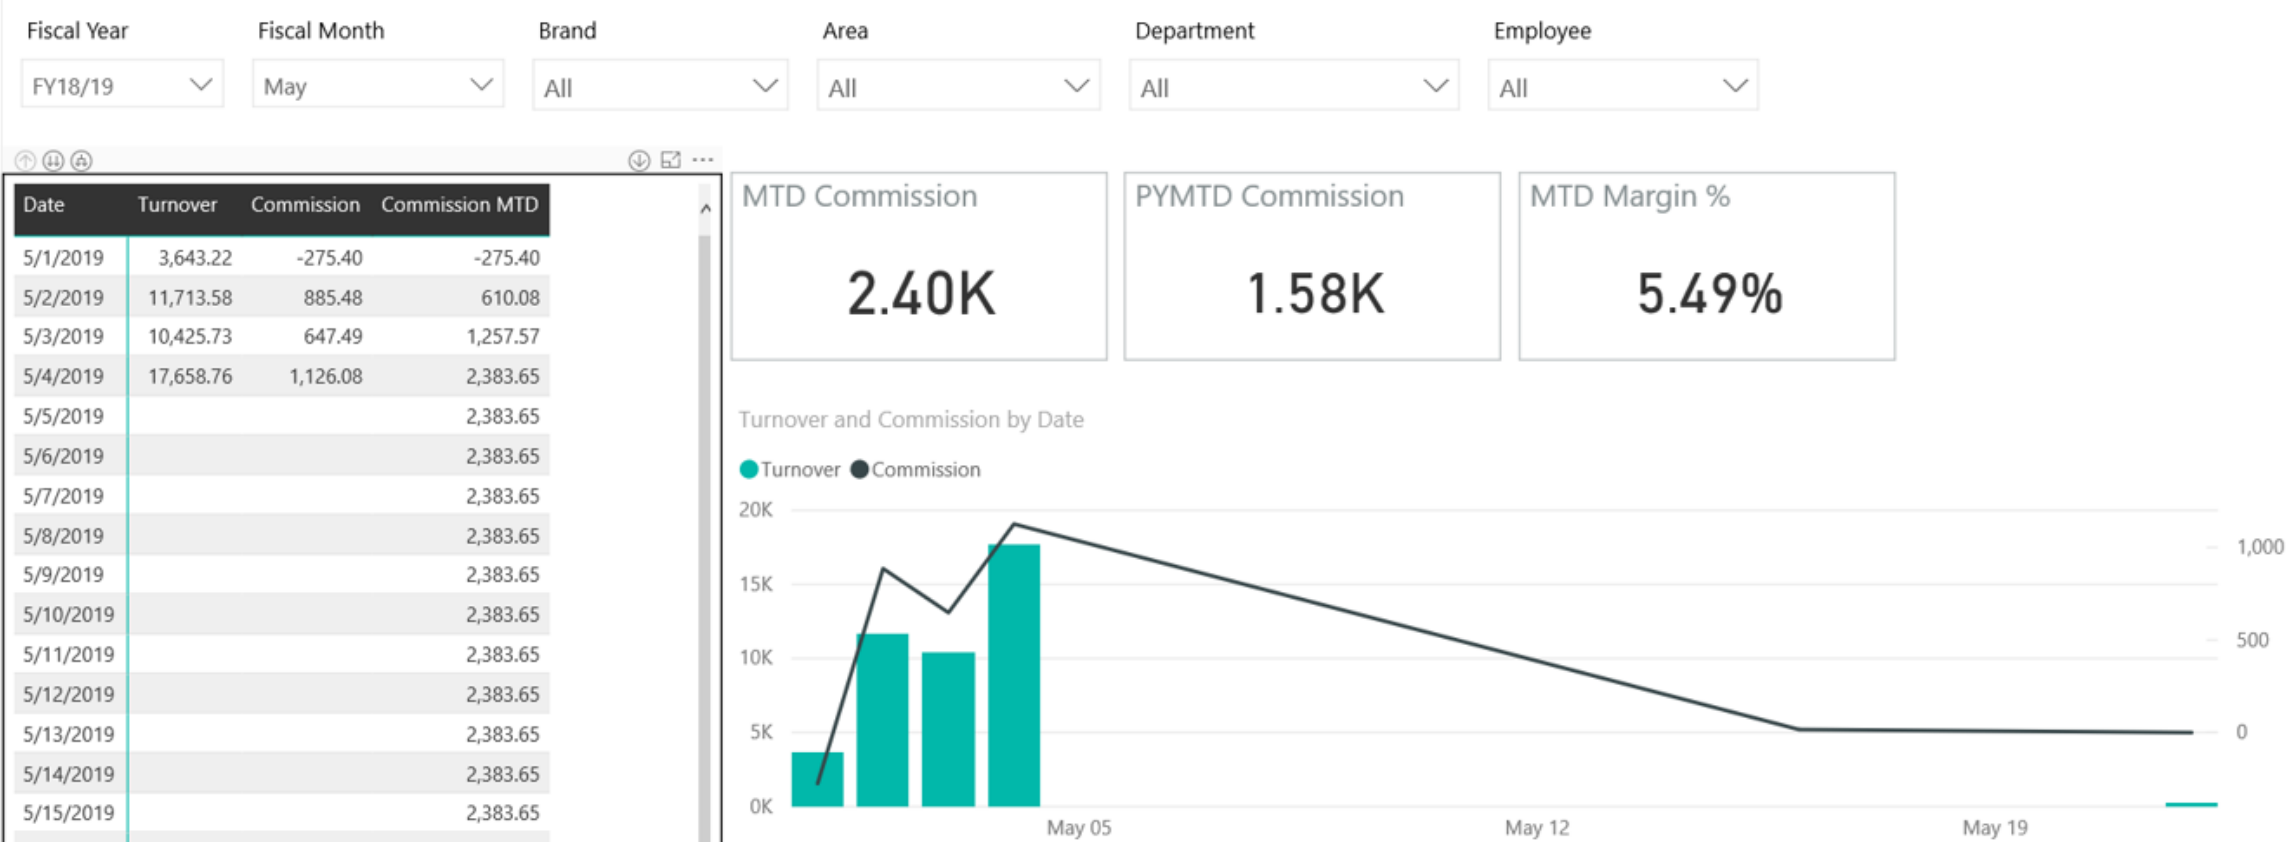 Fiscal Year Fiscal Month Brand Area Department Employee
FY18/19 May All All All All
Date Turnover Commission Commission MTD
5/1/2019 3,643.22 -275.40 -275.40
5/2/2019 11,713.58 885.48 610.08
5/3/2019 10,425.73 647.49 1,257.57
5/4/2019 17,658.76 1,126.08 2,383.65
5/5/2019 2,383.65
5/6/2019 2,383.65
5/7/2019 2,383.65
5/8/2019 2,383.65
5/9/2019 2,383.65
5/10/2019 2,383.65
5/11/2019 2,383.65
5/12/2019 2,383.65
5/13/2019 2,383.65
5/14/2019 2,383.65
5/15/2019 2,383.65
MTD Commission
2.40K
PYMTD Commission
1.58K
MTD Margin %
5.49%
Turnover and Commission by Date
Turnover Commission
20K
15K
10K
5K
0K
1,000
500
0
May 05 May 12 May 19